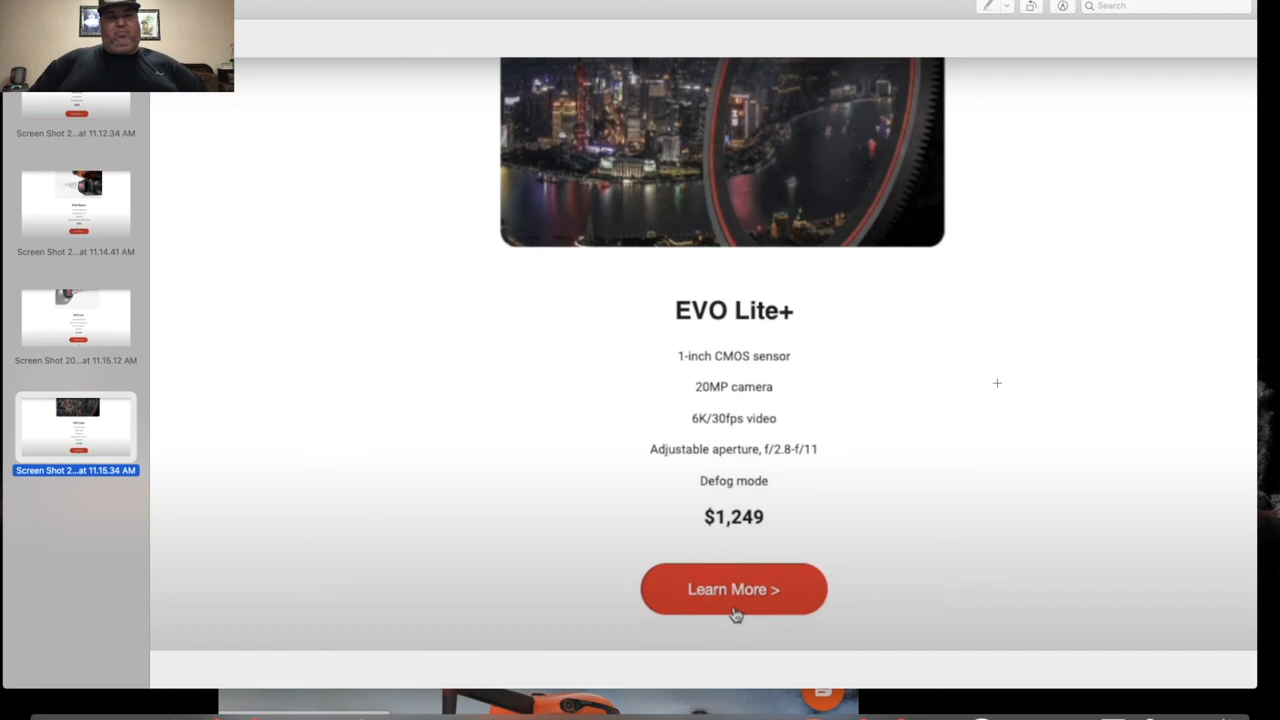 Search
Screen Shot 2...at 11.12.34 AM
Screen Shot 2...at 11.14.41 AM
Screen Shot 20...at 11.15.12 AM
Screen Shot 2...at 11.15.34 AM
EVO Lite+
1-inch CMOS sensor
20MP camera
6K/30fps video
Adjustable aperture, f/2.8-f/11
Defog mode
$1,249
Learn More >